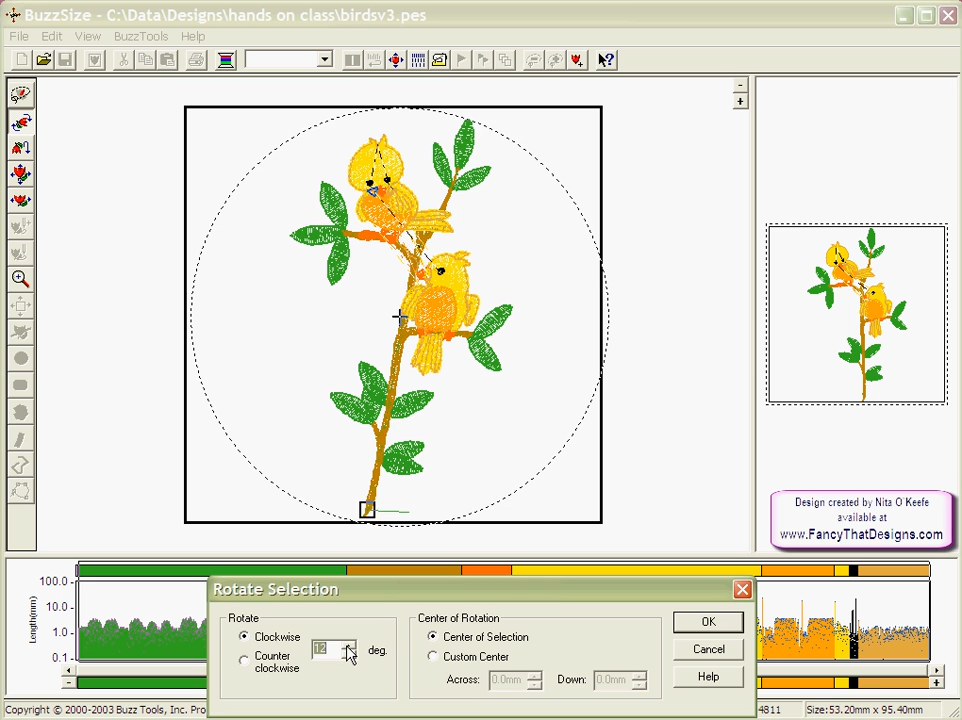 BuzzSize - C:\Data\Designs\hands on class\birdsv3.pes
File Edit View BuzzTools Help
-
+
Design created by Nita O'Keefe
available at
www.FancyThatDesigns.com
Length(mm)
100.0
10.0
1.0
0.1
-
+
Rotate Selection
Rotate
Clockwise
Counter
clockwise
12
deg.
Center of Rotation
Center of Selection
Custom Center
Across: 0.0mm Down: 0.0mm
OK
Cancel
Help
Copyright © 2000-2003 Buzz Tools, Inc. Pro
4811 Size:53.20mm x 95.40mm